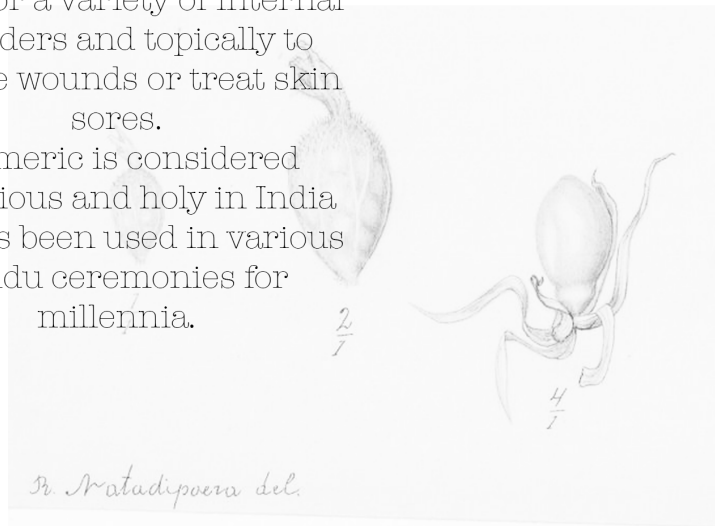 or a variety of internal
ders and topically to
e wounds or treat skin
sores.
meric is considered
ious and holy in India
s been used in various
du ceremonies for
millennia.
2
1
4
1
R. Natadipoera del.